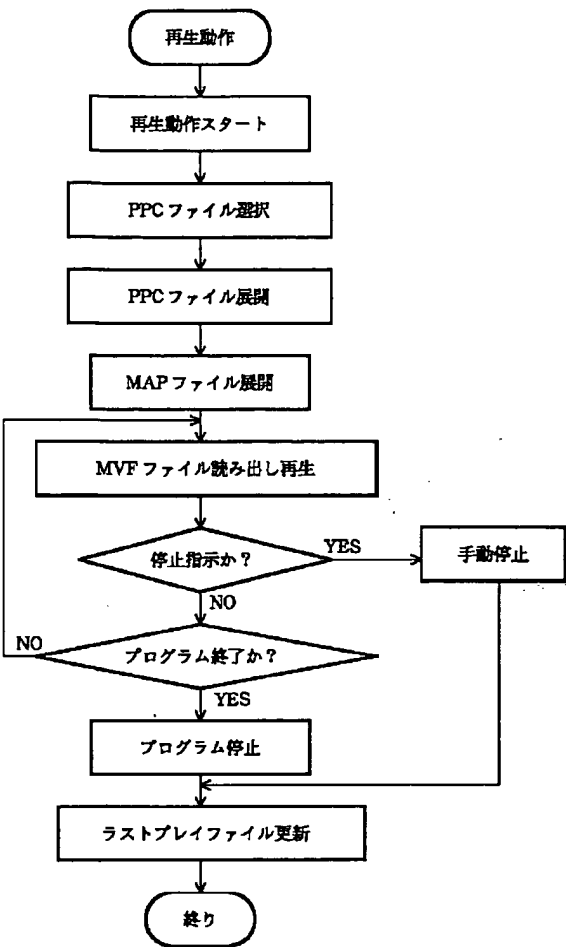 再生動作
再生動作スタート
PPCファイル選択
PPCファイル展開
MAPファイル展開
MVFファイル読み出し再生
停止指示か？
YES
手動停止
NO
プログラム終了か？
NO
YES
プログラム停止
ラストプレイファイル更新
終り